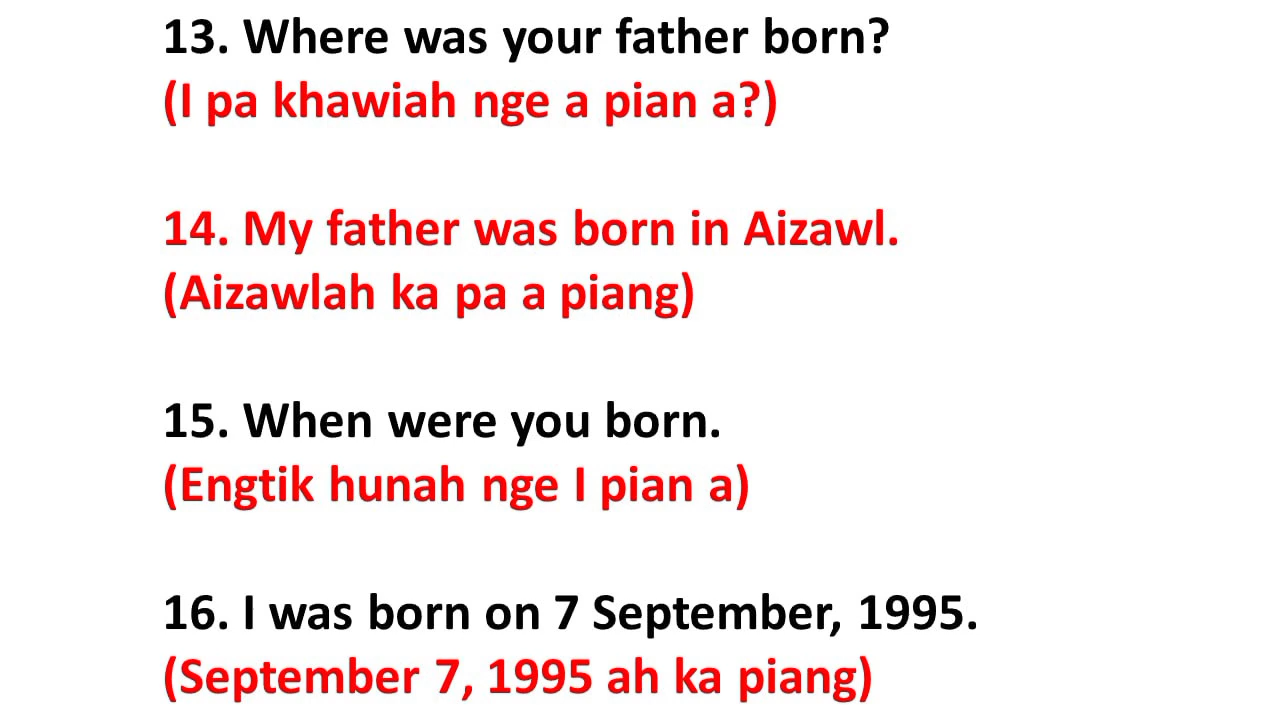 13. Where was your father born?
(I pa khawiah nge a pian a?)
14. My father was born in Aizawl.
(Aizawlah ka pa a piang)
15. When were you born.
(Engtik hunah nge I pian a)
16. I was born on 7 September, 1995.
(September 7, 1995 ah ka piang)